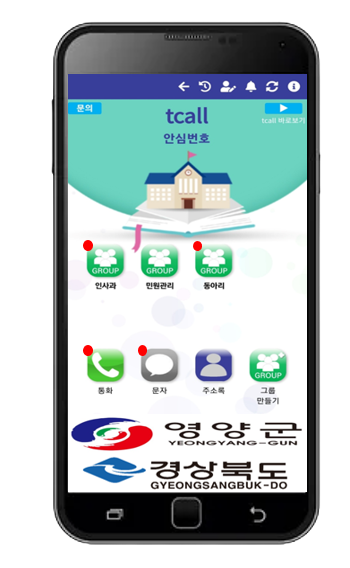 문의
tcall
tcall 바로보기
안심번호
GROUP
GROUP
GROUP
인사과
민원관리
동아리
GROUP
통화
문자
주소록
그룹
만들기
영양군
YEONGYANG-GUN
경상북도
GYEONGSANGBUK-DO